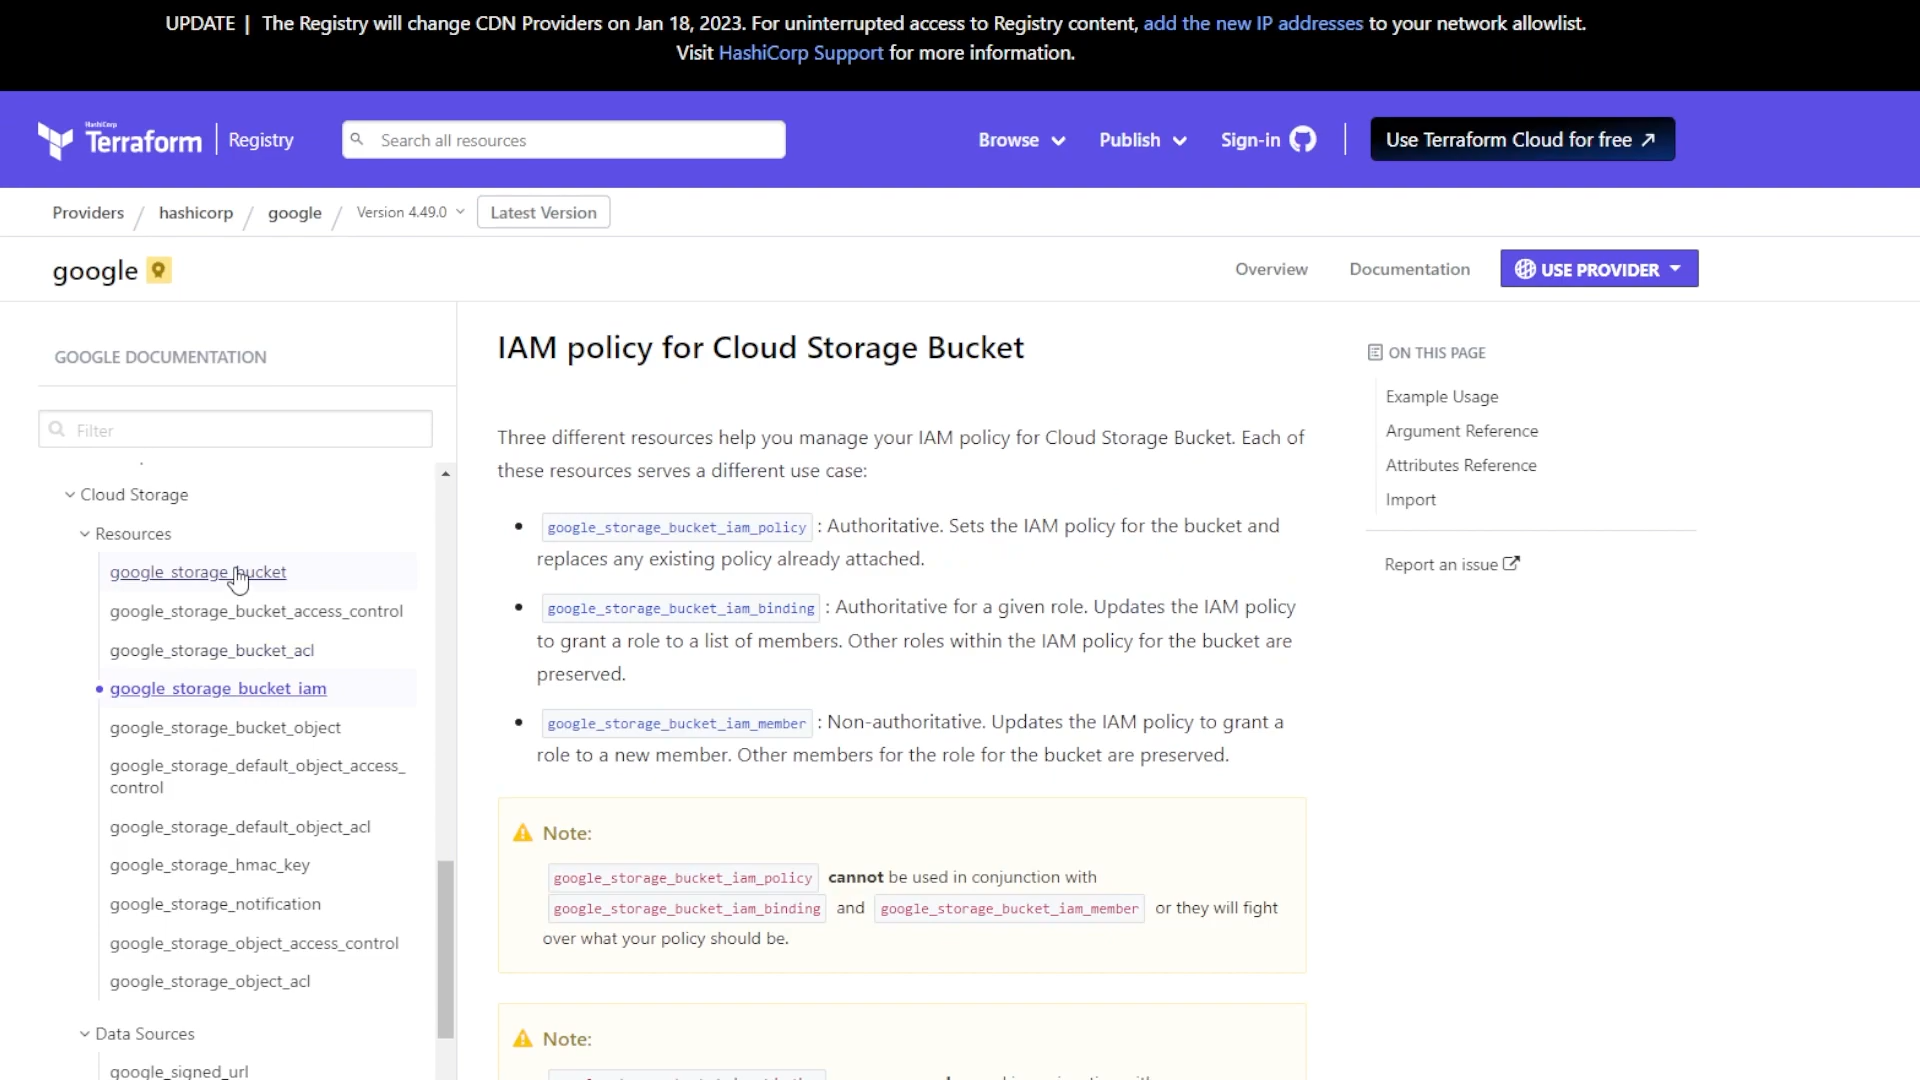 UPDATE | The Registry will change CDN Providers on Jan 18, 2023. For uninterrupted access to Registry content, add the new IP addresses to your network allowlist.
Visit HashiCorp Support for more information.
HashiCorp
Terraform | Registry
Search all resources
Browse
Publish
Sign-in
Use Terraform Cloud for free ↗
Providers / hashicorp / google / Version 4.49.0
Latest Version
google
Overview
Documentation
USE PROVIDER
GOOGLE DOCUMENTATION
Filter
Cloud Storage
Resources
google_storage_bucket
google_storage_bucket_access_control
google_storage_bucket_acl
google_storage_bucket_iam
google_storage_bucket_object
google_storage_default_object_access_
control
google_storage_default_object_acl
google_storage_hmac_key
google_storage_notification
google_storage_object_access_control
google_storage_object_acl
Data Sources
google_signed_url
IAM policy for Cloud Storage Bucket
Three different resources help you manage your IAM policy for Cloud Storage Bucket. Each of
these resources serves a different use case:
• google_storage_bucket_iam_policy : Authoritative. Sets the IAM policy for the bucket and
replaces any existing policy already attached.
• google_storage_bucket_iam_binding : Authoritative for a given role. Updates the IAM policy
to grant a role to a list of members. Other roles within the IAM policy for the bucket are
preserved.
• google_storage_bucket_iam_member : Non-authoritative. Updates the IAM policy to grant a
role to a new member. Other members for the role for the bucket are preserved.
Note:
google_storage_bucket_iam_policy cannot be used in conjunction with
google_storage_bucket_iam_binding and google_storage_bucket_iam_member or they will fight
over what your policy should be.
Note:
ON THIS PAGE
Example Usage
Argument Reference
Attributes Reference
Import
Report an issue